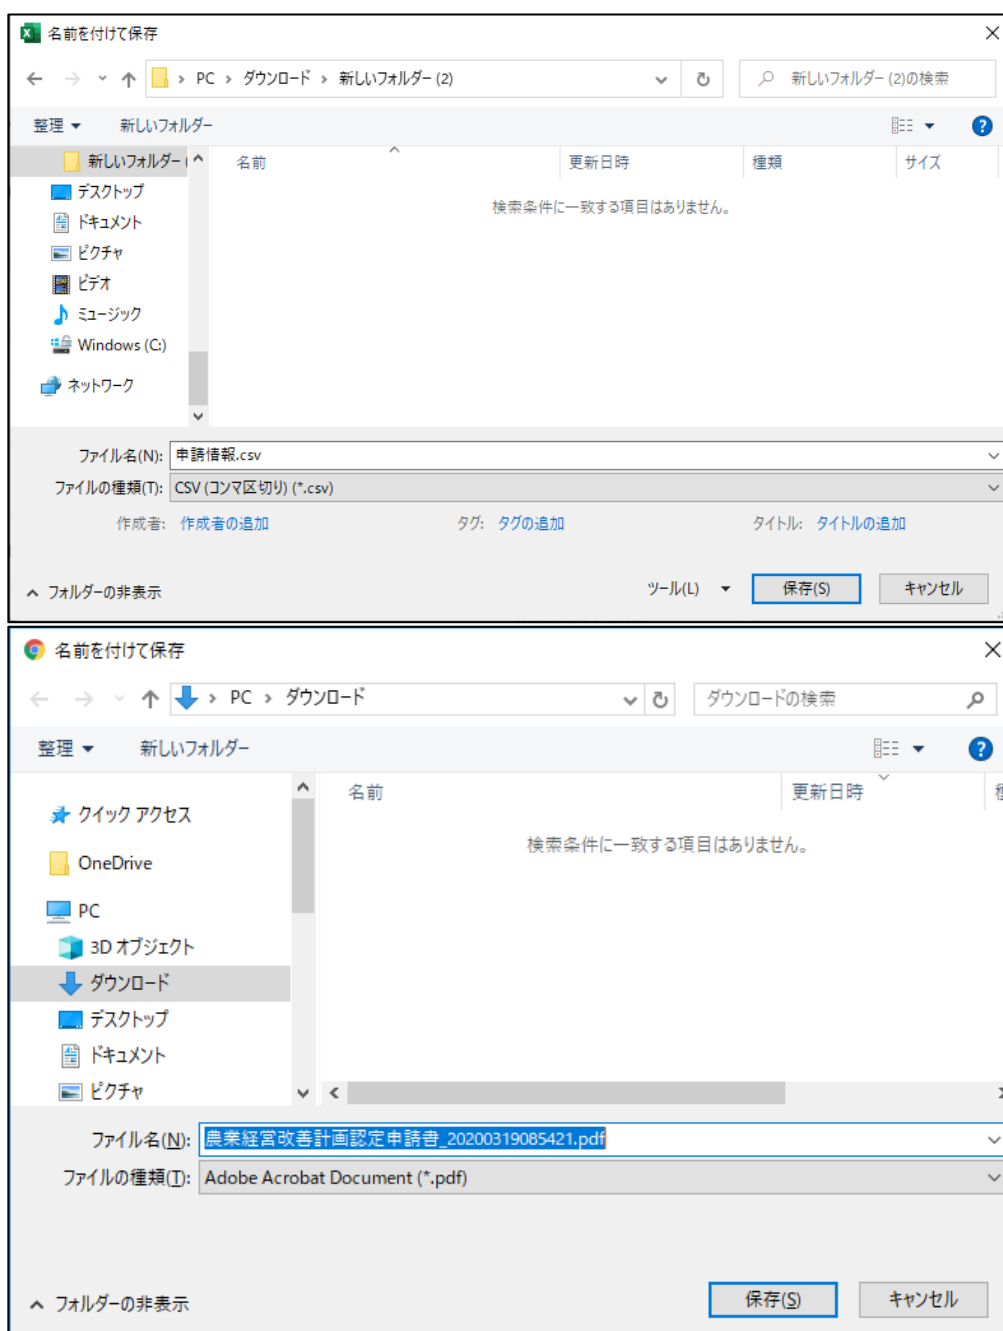 名前を付けて保存
PC › ダウンロード › 新しいフォルダー (2)
新しいフォルダー (2)の検索
整理 新しいフォルダー
新しいフォルダー (
名前 更新日時 種類 サイズ
デスクトップ
検索条件に一致する項目はありません。
ドキュメント
ピクチャ
ビデオ
ミュージック
Windows (C:)
ネットワーク
ファイル名(N): 申請情報.csv
ファイルの種類(T): CSV (コンマ区切り) (*.csv)
作成者: 作成者の追加 タグ: タグの追加 タイトル: タイトルの追加
フォルダーの非表示 ツール(L) 保存(S) キャンセル
名前を付けて保存
PC › ダウンロード
ダウンロードの検索
整理 新しいフォルダー
名前 更新日時
クイック アクセス
検索条件に一致する項目はありません。
OneDrive
PC
3D オブジェクト
ダウンロード
デスクトップ
ドキュメント
ピクチャ
ファイル名(N): 農業経営改善計画認定申請書_20200319085421.pdf
ファイルの種類(T): Adobe Acrobat Document (*.pdf)
フォルダーの非表示 保存(S) キャンセル